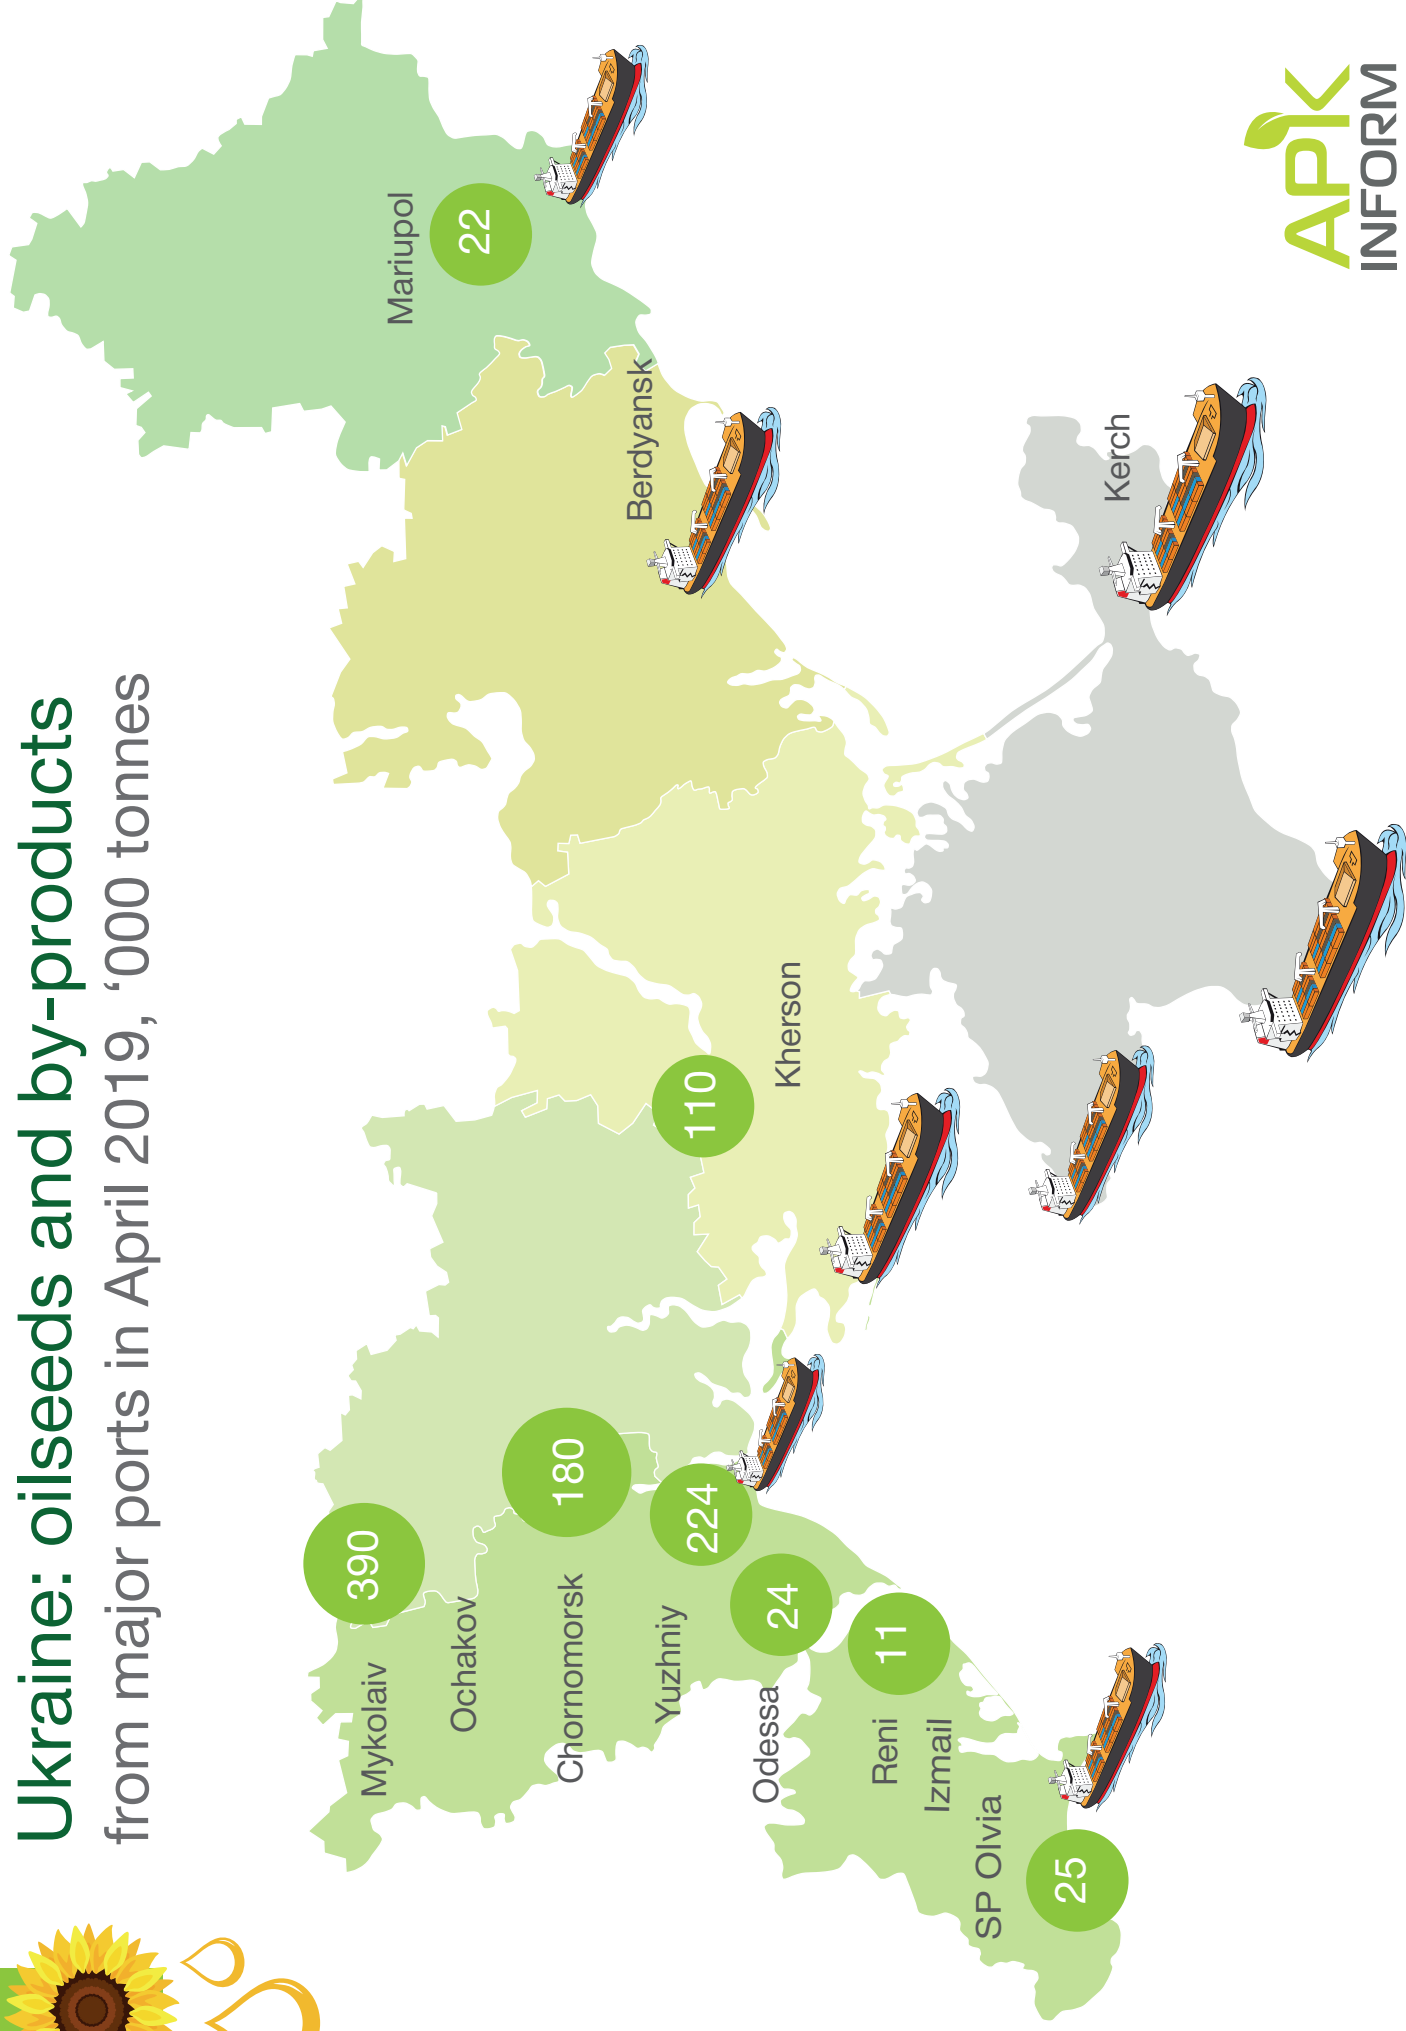 Ukraine: oilseeds and by-products
from major ports in April 2019, ‘000 tonnes
Mykolaiv
390
Ochakov
Chornomorsk
180
Yuzhniy
224
Odessa
24
Reni
Izmail
11
SP Olvia
25
Kherson
110
Berdyansk
Mariupol
22
Kerch
APK
INFORM